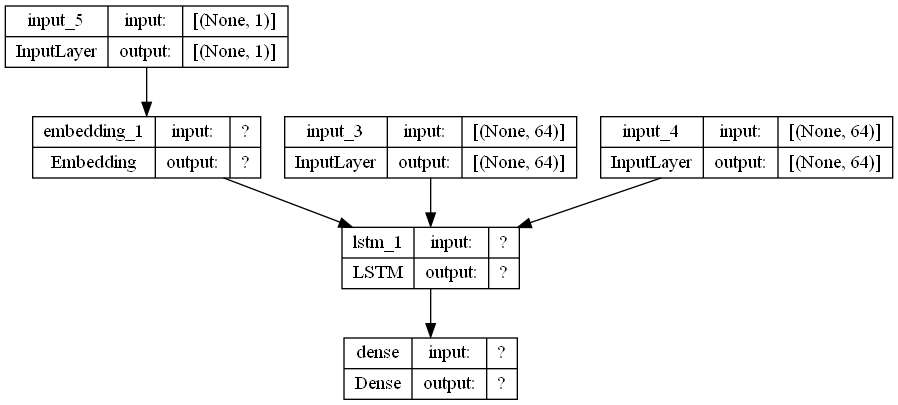 input_5 input: [(None, 1)]
InputLayer output: [(None, 1)]
embedding_1 input: ?
Embedding output: ?
input_3 input: [(None, 64)]
InputLayer output: [(None, 64)]
input_4 input: [(None, 64)]
InputLayer output: [(None, 64)]
lstm_1 input: ?
LSTM output: ?
dense input: ?
Dense output: ?